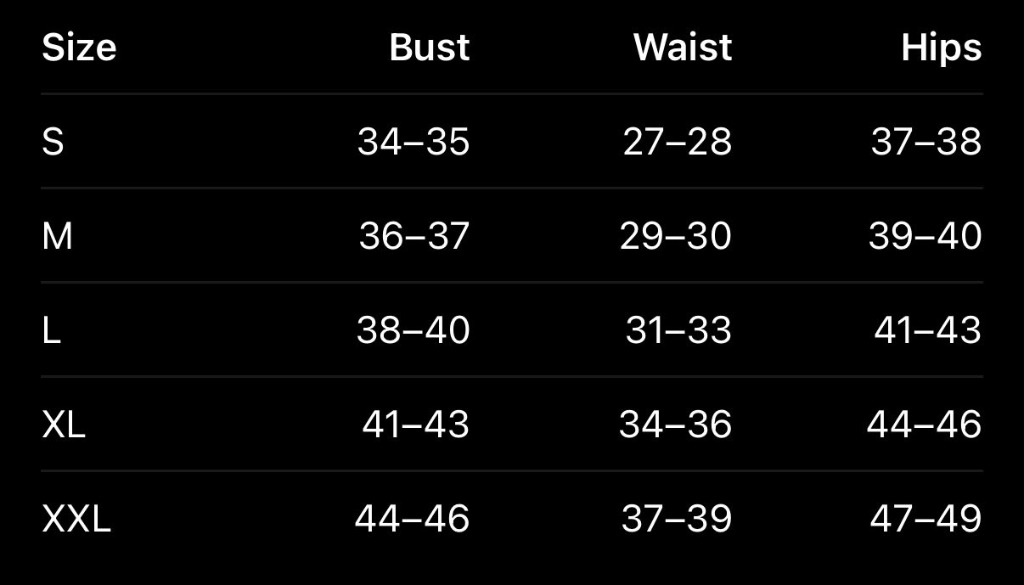 Size Bust Waist Hips
S 34–35 27–28 37–38
M 36–37 29–30 39–40
L 38–40 31–33 41–43
XL 41–43 34–36 44–46
XXL 44–46 37–39 47–49